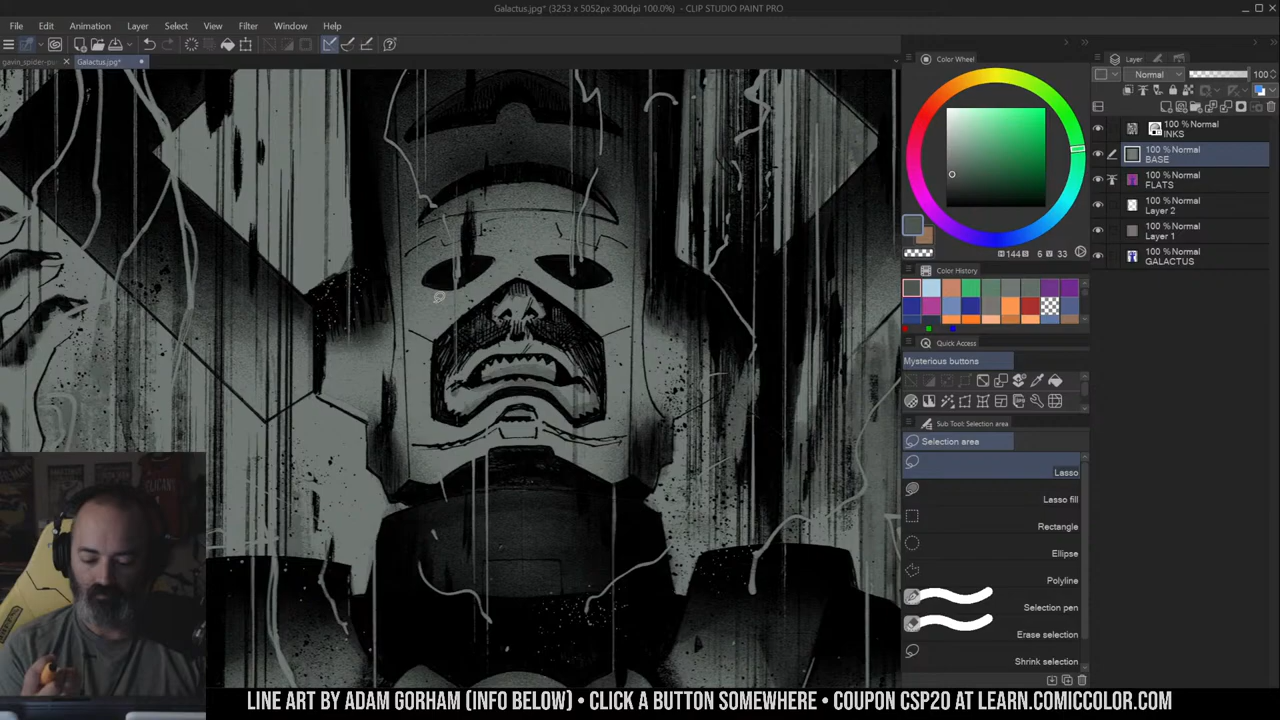 Galactus.jpg* (3253 x 5052px 300dpi 100.0%) - CLIP STUDIO PAINT PRO
File Edit Animation Layer Select View Filter Window Help
Galactus.jpg*
Color Wheel
H 144 S 6 V 33
Color History
Quick Access
Mysterious buttons
Sub Tool: Selection area
Selection area
Lasso
Lasso fill
Rectangle
Ellipse
Polyline
Selection pen
Erase selection
Shrink selection
Layer
Normal 100
100 % Normal
INKS
100 % Normal
BASE
100 % Normal
FLATS
100 % Normal
Layer 2
100 % Normal
Layer 1
100 % Normal
GALACTUS
LINE ART BY ADAM GORHAM (INFO BELOW) • CLICK A BUTTON SOMEWHERE • COUPON CSP20 AT LEARN.COMICCOLOR.COM